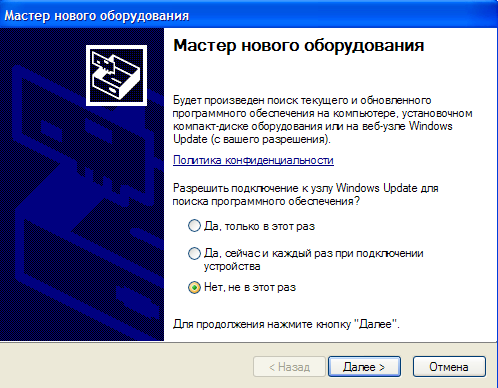 Мастер нового оборудования
Мастер нового оборудования
Будет произведен поиск текущего и обновленного
программного обеспечения на компьютере, установочном
компакт-диске оборудования или на веб-узле Windows
Update (с вашего разрешения).
Политика конфиденциальности
Разрешить подключение к узлу Windows Update для
поиска программного обеспечения?
Да, только в этот раз
Да, сейчас и каждый раз при подключении
устройства
Нет, не в этот раз
Для продолжения нажмите кнопку "Далее".
< Назад
Далее >
Отмена